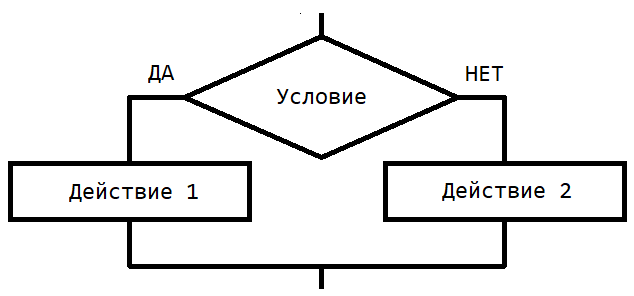 ДА
НЕТ
Условие
Действие 1
Действие 2